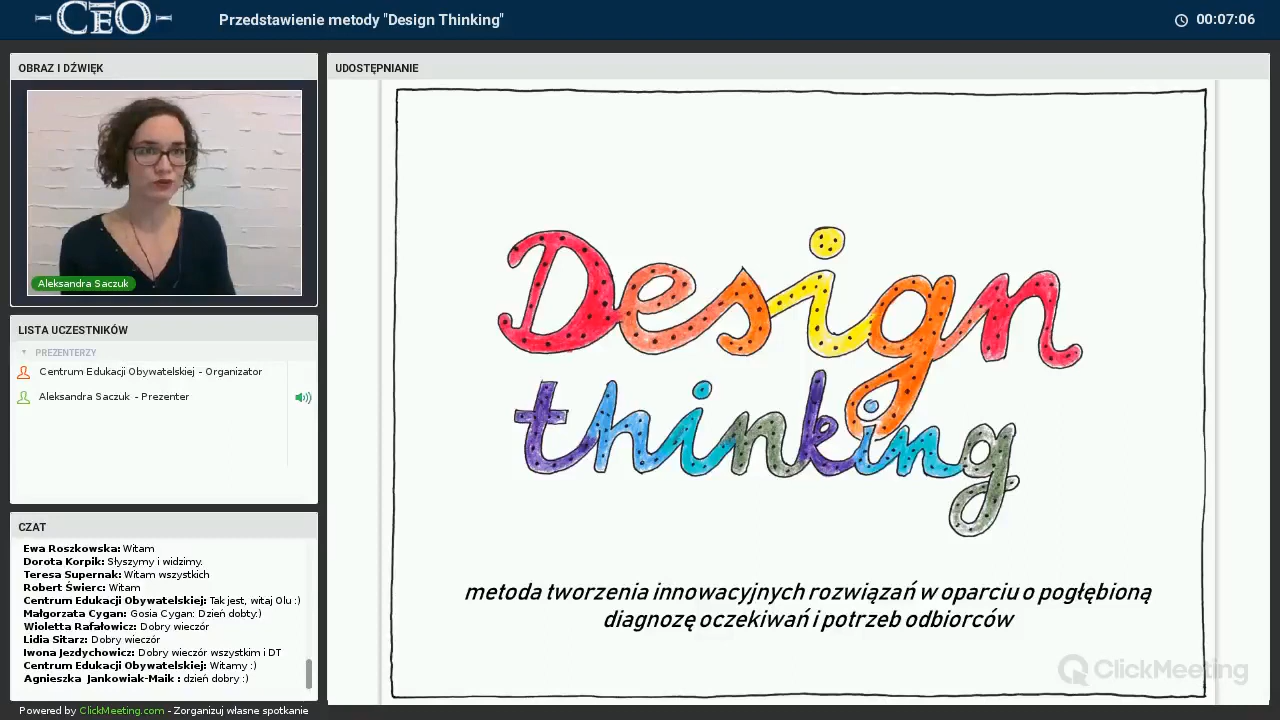 CEO
Przedstawienie metody "Design Thinking"
00:07:06
OBRAZ I DŹWIĘK
Aleksandra Saczuk
LISTA UCZESTNIKÓW
PREZENTERZY
Centrum Edukacji Obywatelskiej - Organizator
Aleksandra Saczuk - Prezenter
CZAT
Ewa Roszkowska: Witam
Dorota Korpik: Słyszymy i widzimy.
Teresa Supernak: Witam wszystkich
Robert Świerc: Witam
Centrum Edukacji Obywatelskiej: Tak jest, witaj Olu :)
Małgorzata Cygan: Gosia Cygan: Dzień dobty:)
Wioletta Rafałowicz: Dobry wieczór
Lidia Sitarz: Dobry wieczór
Iwona Jezdychowicz: Dobry wieczór wszystkim i DT
Centrum Edukacji Obywatelskiej: Witamy :)
Agnieszka Jankowiak-Maik : dzień dobry :)
Powered by ClickMeeting.com - Zorganizuj własne spotkanie
UDOSTĘPNIANIE
Design
thinking
metoda tworzenia innowacyjnych rozwiązań w oparciu o pogłębioną
diagnozę oczekiwań i potrzeb odbiorców
ClickMeeting